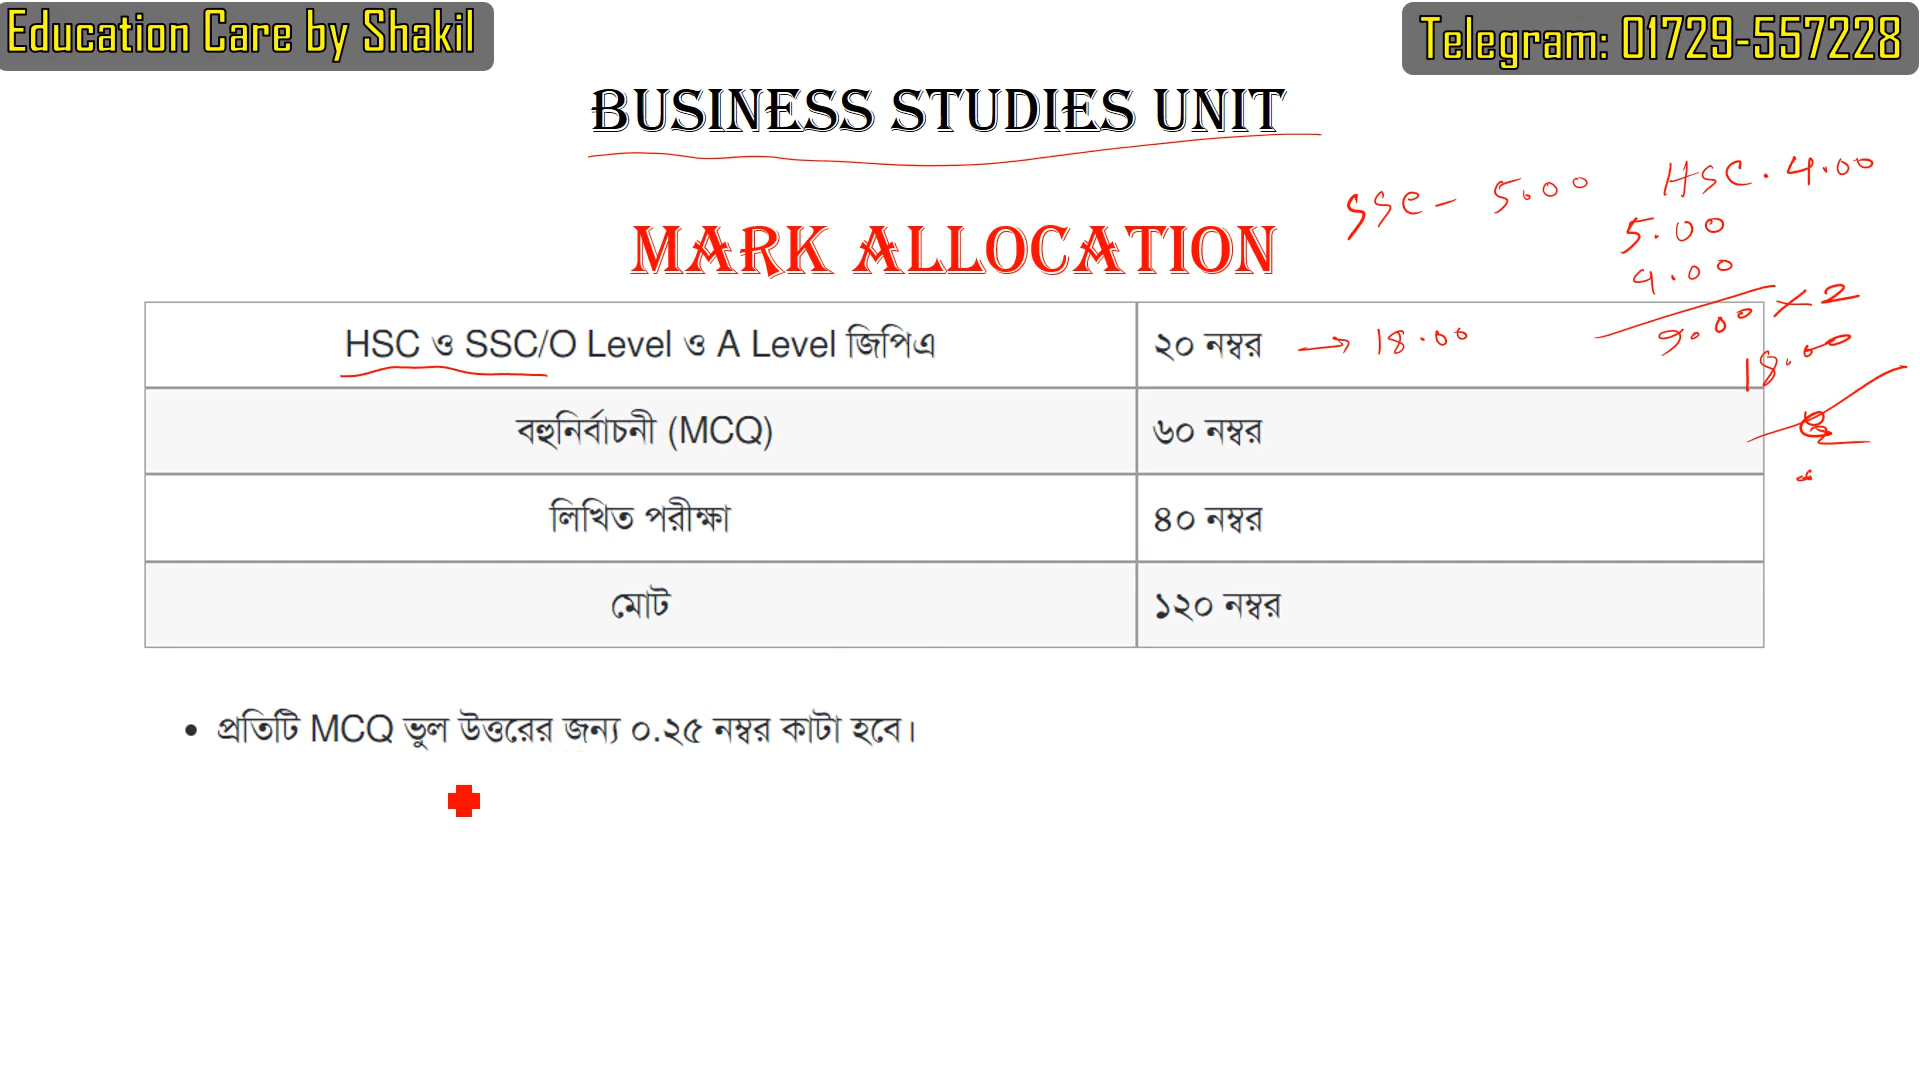 Education Care by Shakil
Telegram: 01729-557228
BUSINESS STUDIES UNIT
SSC - 5.00 HSC. 4.00
5.00
4.00
MARK ALLOCATION
× 2
9.00
HSC ও SSC/O Level ও A Level জিপিএ ২০ নম্বর → 18.00
18.00
বহুনির্বাচনী (MCQ) ৬০ নম্বর
লিখিত পরীক্ষা ৪০ নম্বর
মোট ১২০ নম্বর
• প্রতিটি MCQ ভুল উত্তরের জন্য ০.২৫ নম্বর কাটা হবে।